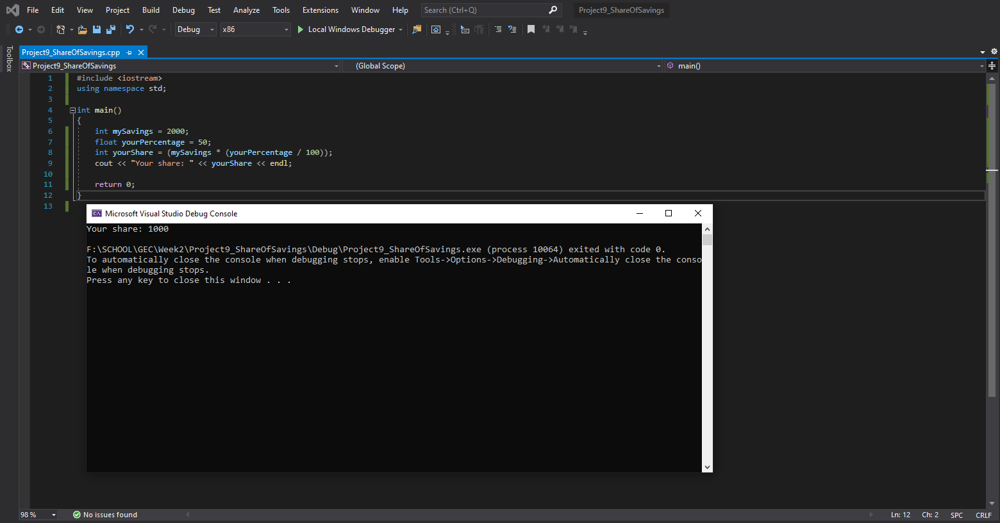 File Edit View Project Build Debug Test Analyze Tools Extensions Window Help Search (Ctrl+Q) Project9_ShareOfSavings
Debug x86 Local Windows Debugger
Toolbox
Project9_ShareOfSavings.cpp
Project9_ShareOfSavings (Global Scope) main()
1 #include <iostream>
2 using namespace std;
3
4 int main()
5 {
6 int mySavings = 2000;
7 float yourPercentage = 50;
8 int yourShare = (mySavings * (yourPercentage / 100));
9 cout << "Your share: " << yourShare << endl;
10
11 return 0;
12 }
13
C:\ Microsoft Visual Studio Debug Console
Your share: 1000
F:\SCHOOL\GEC\Week2\Project9_ShareOfSavings\Debug\Project9_ShareOfSavings.exe (process 10064) exited with code 0.
To automatically close the console when debugging stops, enable Tools->Options->Debugging->Automatically close the conso
le when debugging stops.
Press any key to close this window . . .
98 % No issues found Ln: 12 Ch: 2 SPC CRLF